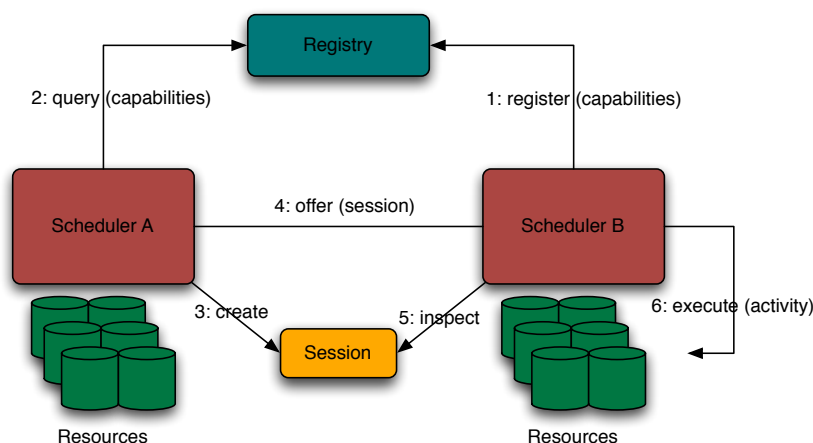 Registry
2: query (capabilities)
1: register (capabilities)
Scheduler A
4: offer (session)
Scheduler B
3: create
5: inspect
6: execute (activity)
Session
Resources
Resources